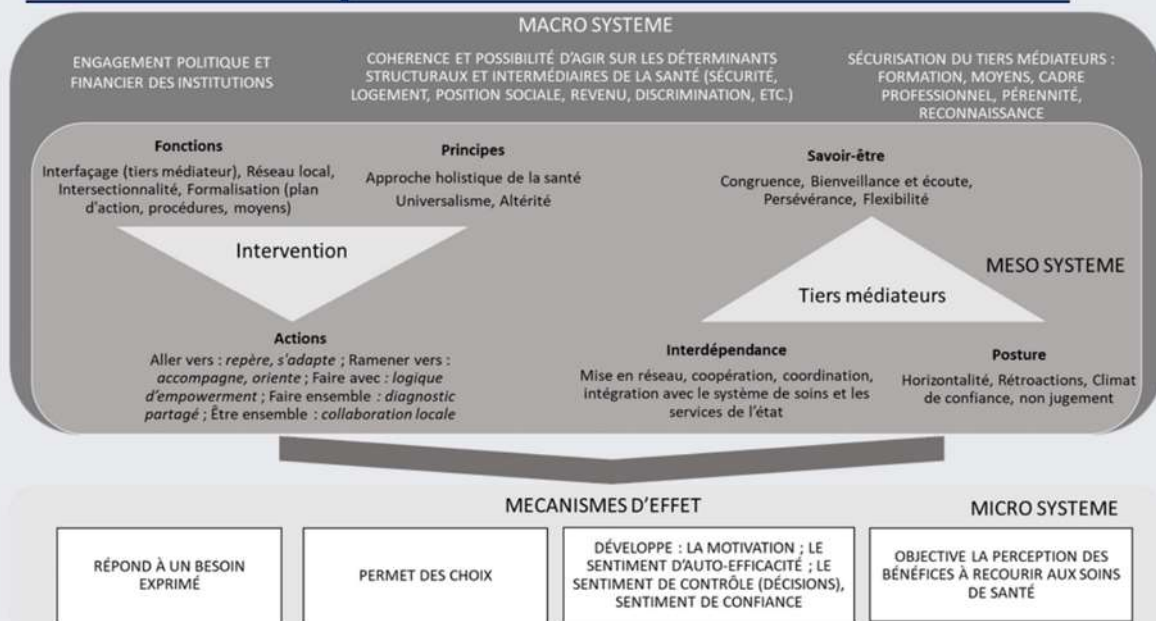 MACRO SYSTEME
ENGAGEMENT POLITIQUE ET
FINANCIER DES INSTITUTIONS
COHERENCE ET POSSIBILITÉ D'AGIR SUR LES DÉTERMINANTS
STRUCTURAUX ET INTERMÉDIAIRES DE LA SANTÉ (SÉCURITÉ,
LOGEMENT, POSITION SOCIALE, REVENU, DISCRIMINATION, ETC.)
SÉCURISATION DU TIERS MÉDIATEURS :
FORMATION, MOYENS, CADRE
PROFESSIONNEL, PÉRENNITÉ,
RECONNAISSANCE
Fonctions
Interfaçage (tiers médiateur), Réseau local,
Intersectionnalité, Formalisation (plan
d'action, procédures, moyens)
Principes
Approche holistique de la santé
Universalisme, Altérité
Intervention
Actions
Aller vers : repère, s'adapte ; Ramener vers :
accompagne, oriente ; Faire avec : logique
d'empowerment ; Faire ensemble : diagnostic
partagé ; Être ensemble : collaboration locale
Savoir-être
Congruence, Bienveillance et écoute,
Persévérance, Flexibilité
MESO SYSTEME
Tiers médiateurs
Interdépendance
Mise en réseau, coopération, coordination,
intégration avec le système de soins et les
services de l'état
Posture
Horizontalité, Rétroactions, Climat
de confiance, non jugement
MECANISMES D'EFFET
MICRO SYSTEME
RÉPOND À UN BESOIN
EXPRIMÉ
PERMET DES CHOIX
DÉVELOPPE : LA MOTIVATION ; LE
SENTIMENT D'AUTO-EFFICACITÉ ; LE
SENTIMENT DE CONTRÔLE (DÉCISIONS),
SENTIMENT DE CONFIANCE
OBJECTIVE LA PERCEPTION DES
BÉNÉFICES À RECOURIR AUX SOINS
DE SANTÉ